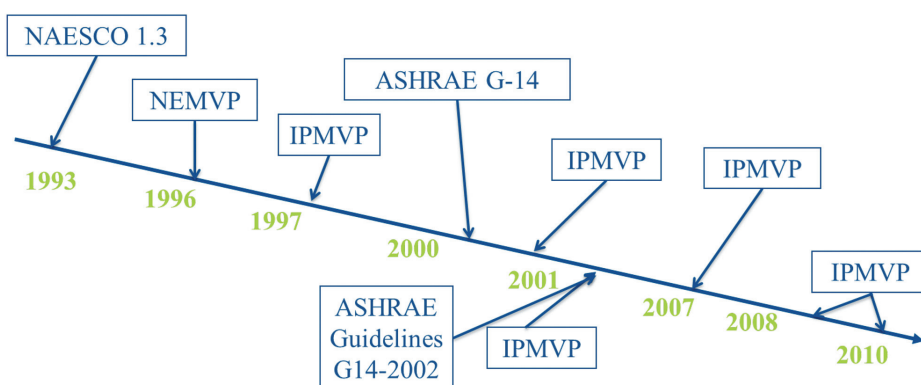 NAESCO 1.3
NEMVP
IPMVP
ASHRAE G-14
IPMVP
IPMVP
IPMVP
1993
1996
1997
2000
2001
2007
2008
2010
ASHRAE
Guidelines
G14-2002
IPMVP